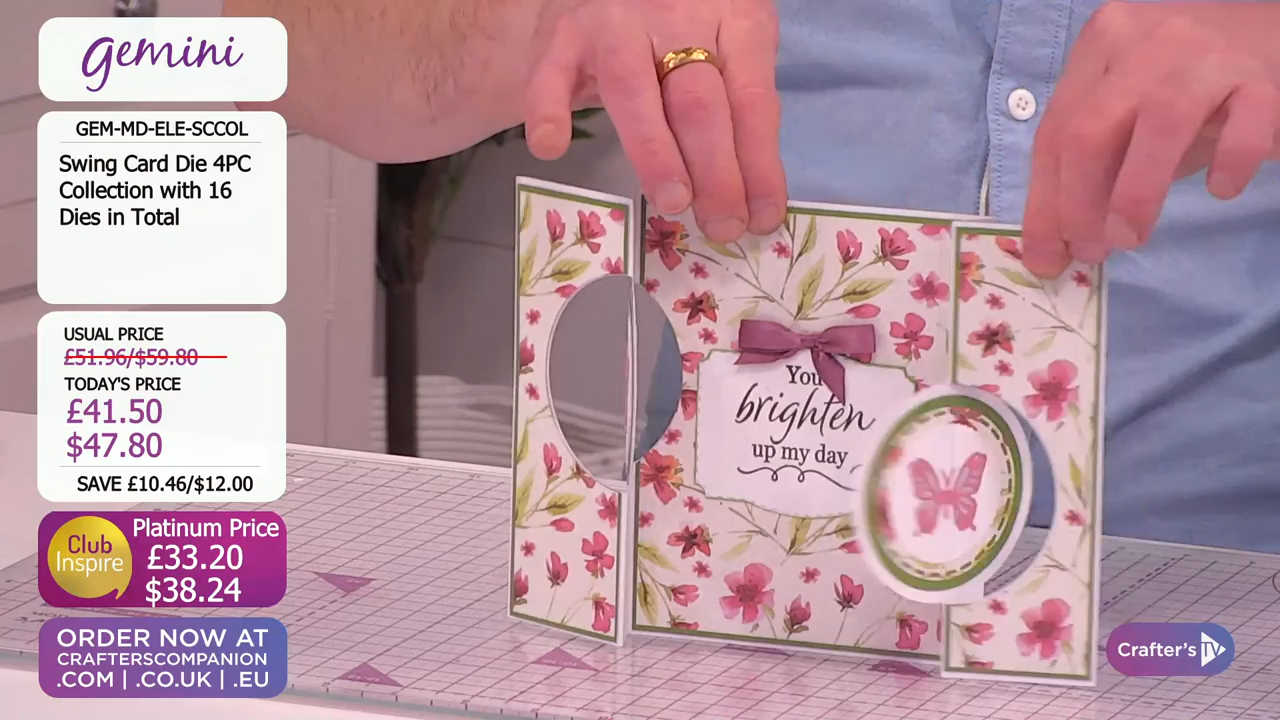 gemini
GEM-MD-ELE-SCCOL
Swing Card Die 4PC
Collection with 16
Dies in Total
USUAL PRICE
£51.96/$59.80
TODAY'S PRICE
£41.50
$47.80
SAVE £10.46/$12.00
Club
Inspire
Platinum Price
£33.20
$38.24
ORDER NOW AT
CRAFTERSCOMPANION
.COM | .CO.UK | .EU
You
brighten
up my day
Crafter's TV